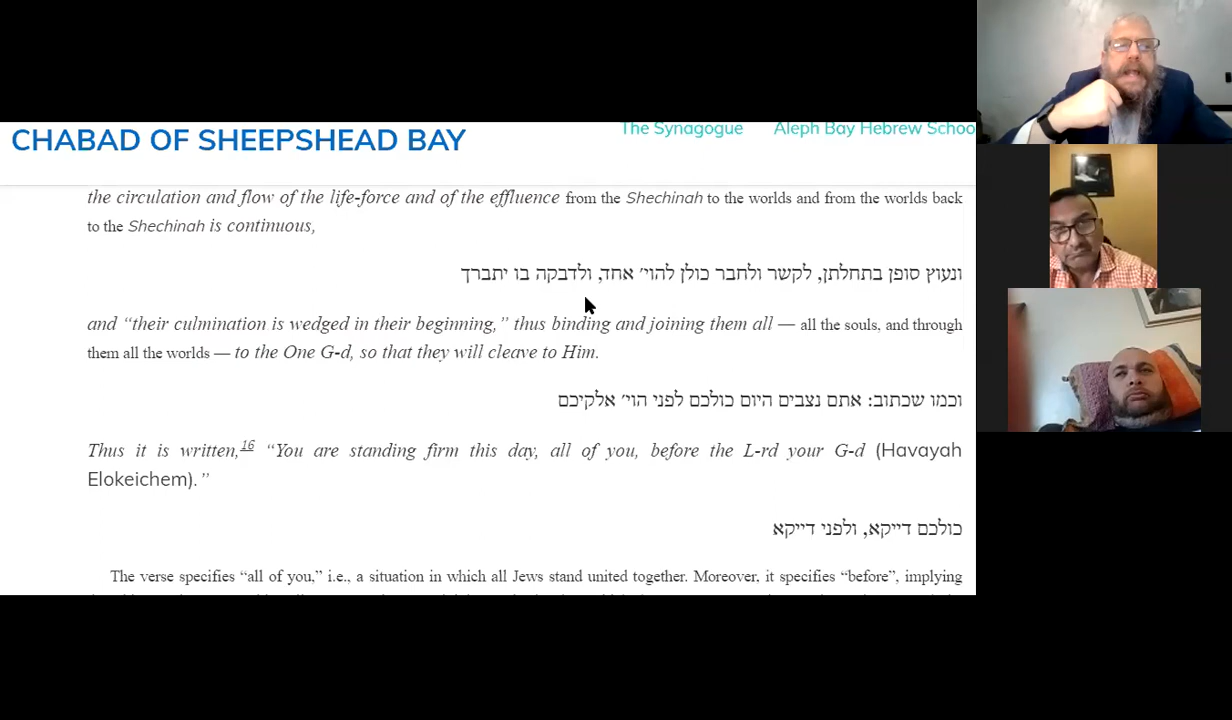 CHABAD OF SHEEPSHEAD BAY
The Synagogue Aleph Bay Hebrew Schoo
the circulation and flow of the life-force and of the effluence from the Shechinah to the worlds and from the worlds back
to the Shechinah is continuous,
ונעוץ סופן בתחלתן, לקשר ולחבר כולן להוי׳ אחד, ולדבקה בו יתברך
and “their culmination is wedged in their beginning,” thus binding and joining them all — all the souls, and through
them all the worlds — to the One G-d, so that they will cleave to Him.
וכמו שכתוב: אתם נצבים היום כולכם לפני הוי׳ אלקיכם
Thus it is written,16 “You are standing firm this day, all of you, before the L-rd your G-d (Havayah
Elokeichem).”
כולכם דייקא, ולפני דייקא
The verse specifies “all of you,” i.e., a situation in which all Jews stand united together. Moreover, it specifies “before”, implying